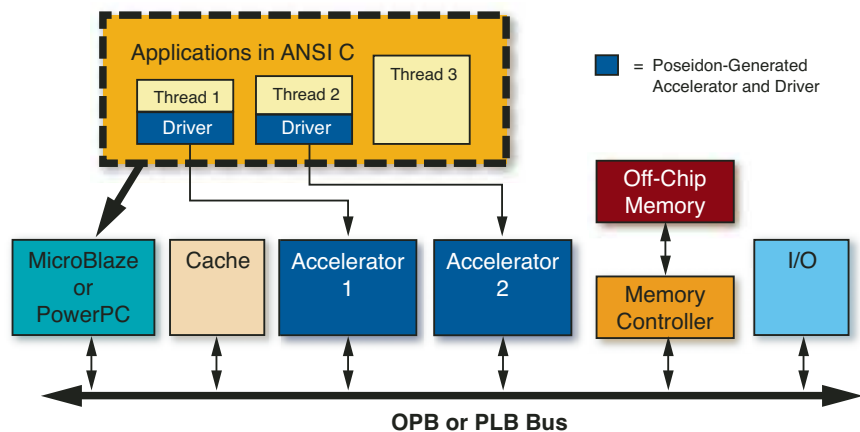 Applications in ANSI C
Thread 1
Driver
Thread 2
Driver
Thread 3
= Poseidon-Generated
Accelerator and Driver
MicroBlaze
or
PowerPC
Cache
Accelerator
1
Accelerator
2
Off-Chip
Memory
Memory
Controller
I/O
OPB or PLB Bus